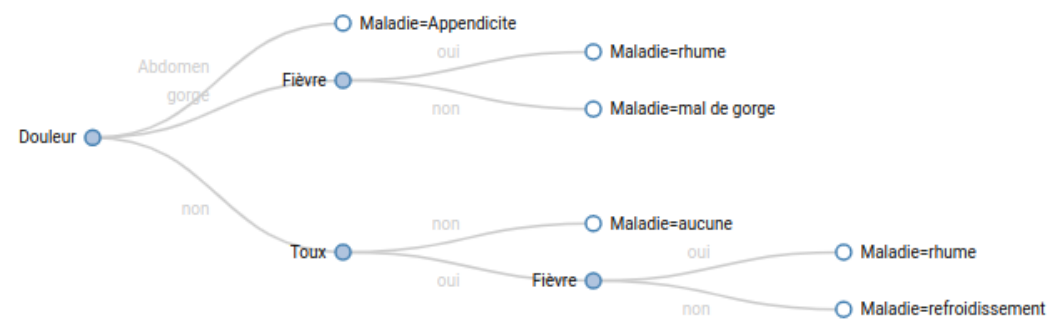 Maladie=Appendicite
oui
Maladie=rhume
Abdomen
Fièvre
gorge
non
Maladie=mal de gorge
Douleur
non
non
Maladie=aucune
Toux
oui
Maladie=rhume
oui
Fièvre
non
Maladie=refroidissement